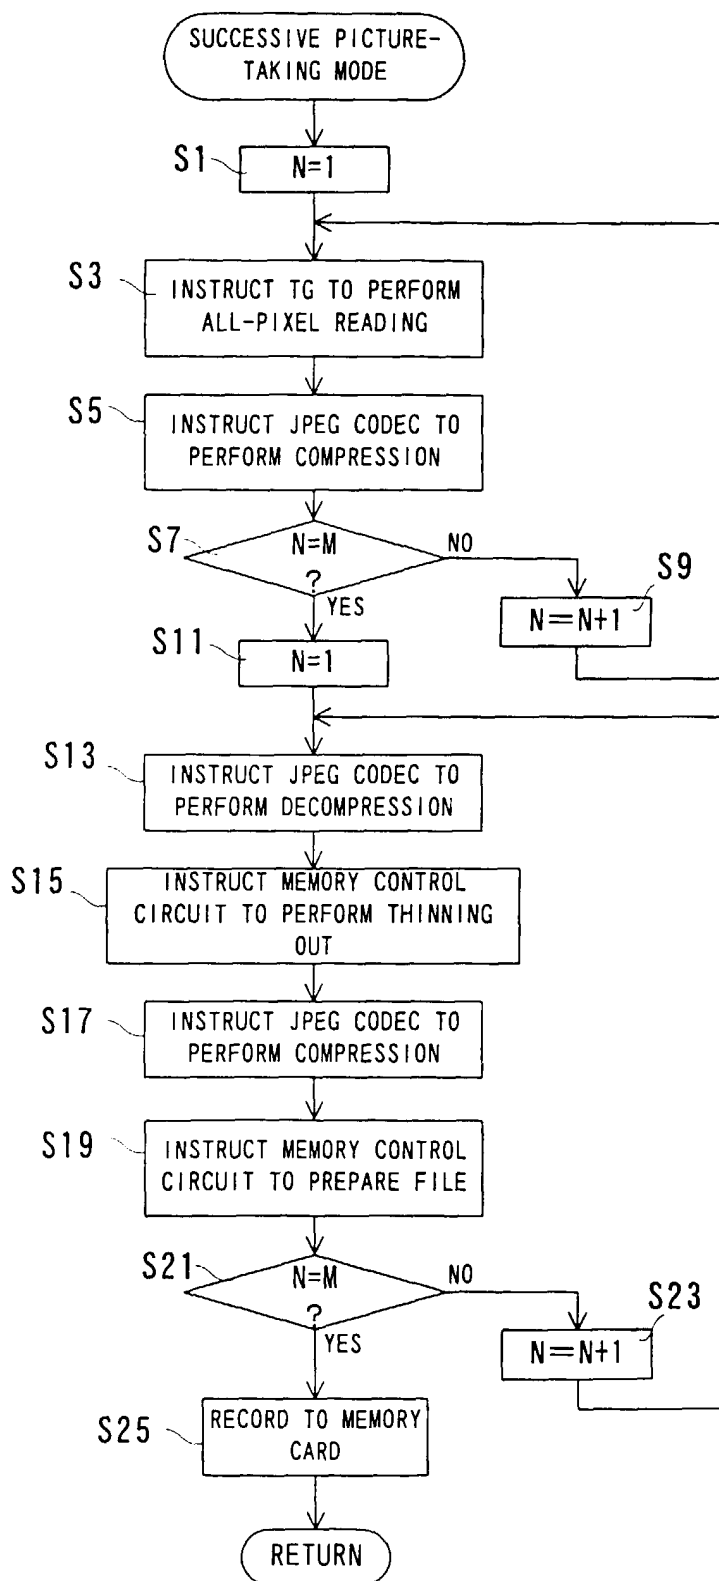 SUCCESSIVE PICTURE-
TAKING MODE
S1
N=1
S3
INSTRUCT TG TO PERFORM
ALL-PIXEL READING
S5
INSTRUCT JPEG CODEC TO
PERFORM COMPRESSION
S7
N=M
?
NO
YES
S9
N=N+1
S11
N=1
S13
INSTRUCT JPEG CODEC TO
PERFORM DECOMPRESSION
S15
INSTRUCT MEMORY CONTROL
CIRCUIT TO PERFORM THINNING
OUT
S17
INSTRUCT JPEG CODEC TO
PERFORM COMPRESSION
S19
INSTRUCT MEMORY CONTROL
CIRCUIT TO PREPARE FILE
S21
N=M
?
NO
YES
S23
N=N+1
S25
RECORD TO MEMORY
CARD
RETURN